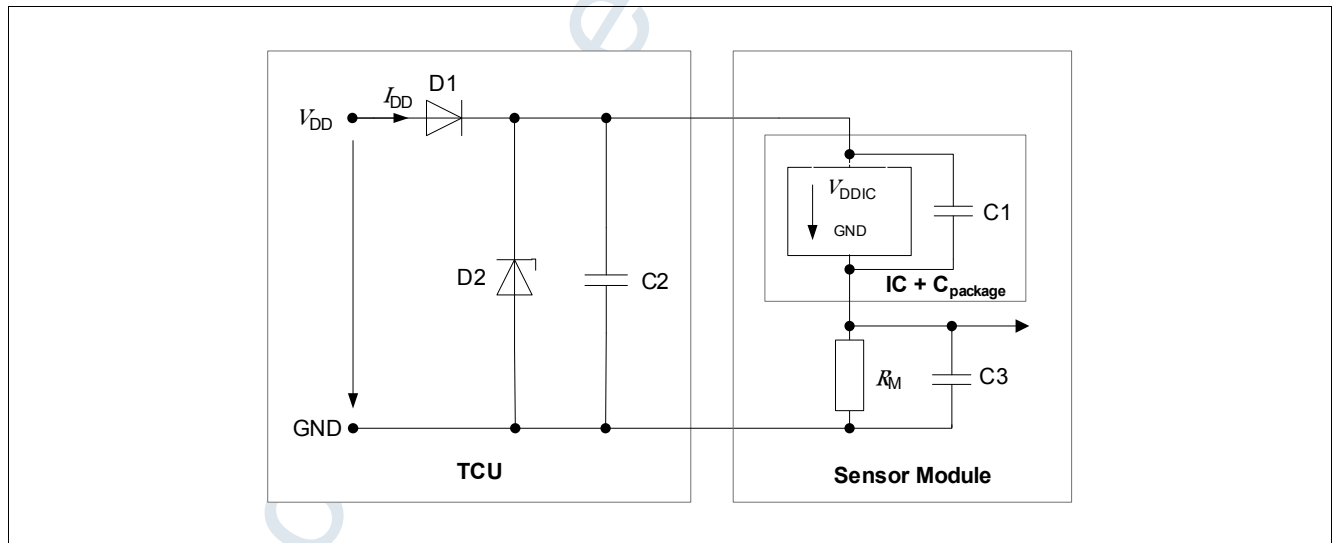 D1
I_DD
V_DD
V_DDIC
C1
GND
D2
C2
IC + C_package
R_M
C3
GND
TCU
Sensor Module